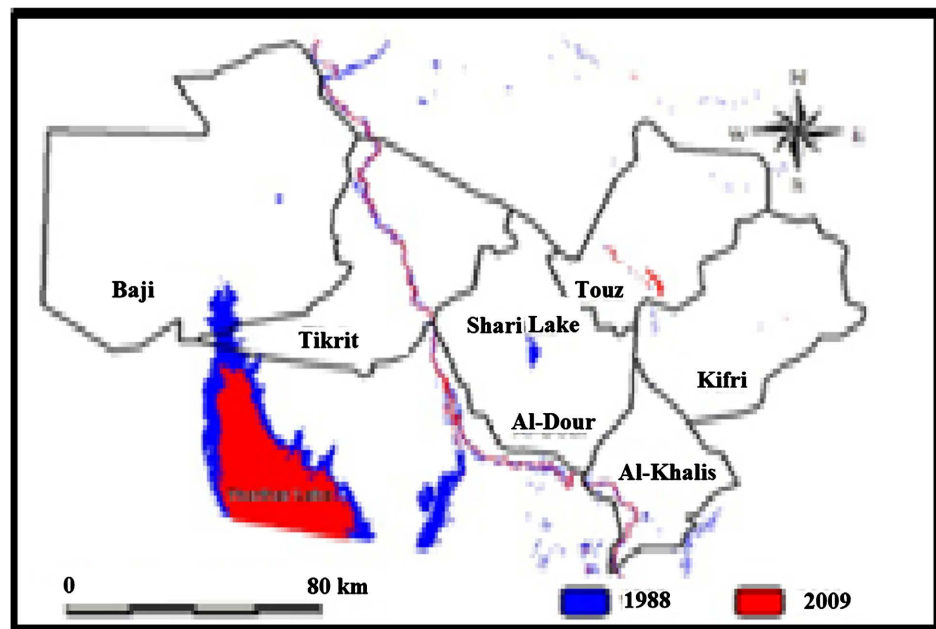 N
W
E
S
Baji
Touz
Shari Lake
Tikrit
Kifri
Al-Dour
Al-Khalis
0 80 km
1988
2009